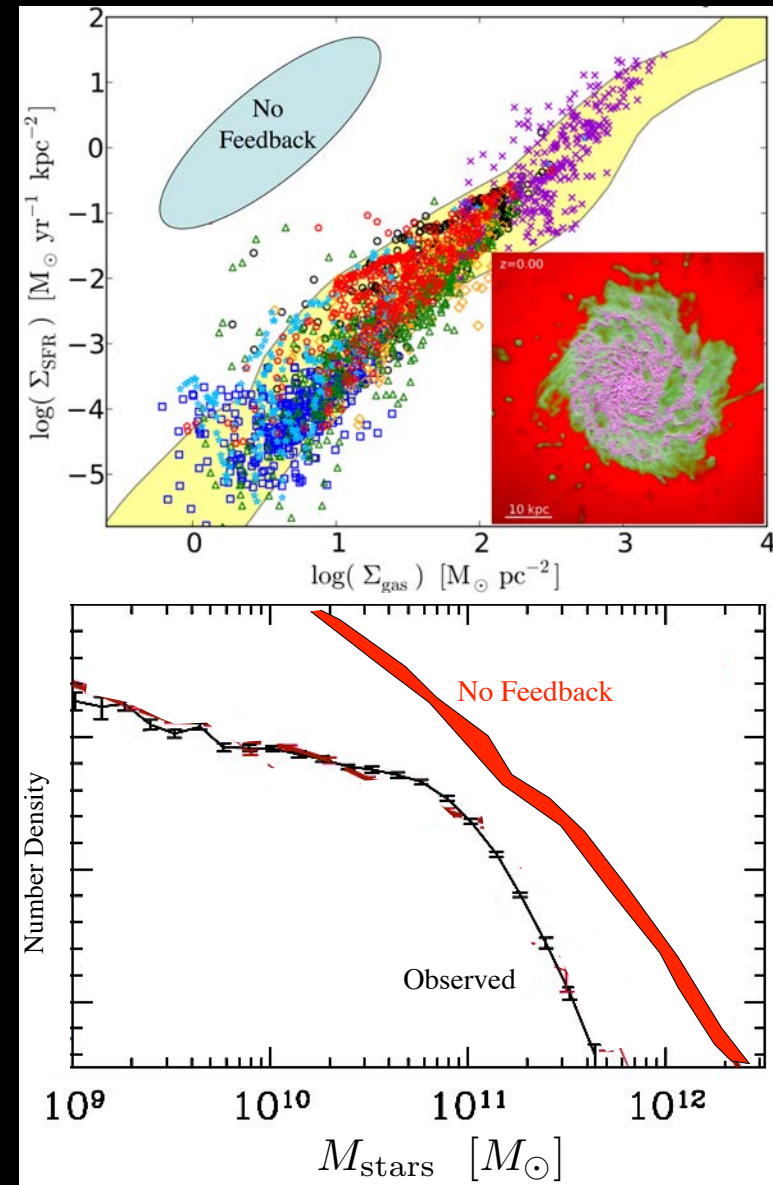 2
1
0
−1
−2
−3
−4
−5
log( Σ_SFR ) [M_⊙ yr^−1 kpc^−2]
No
Feedback
z=0.00
10 kpc
0 1 2 3 4
log( Σ_gas ) [M_⊙ pc^−2]
No Feedback
Number Density
Observed
10^9 10^10 10^11 10^12
M_stars [M_⊙]